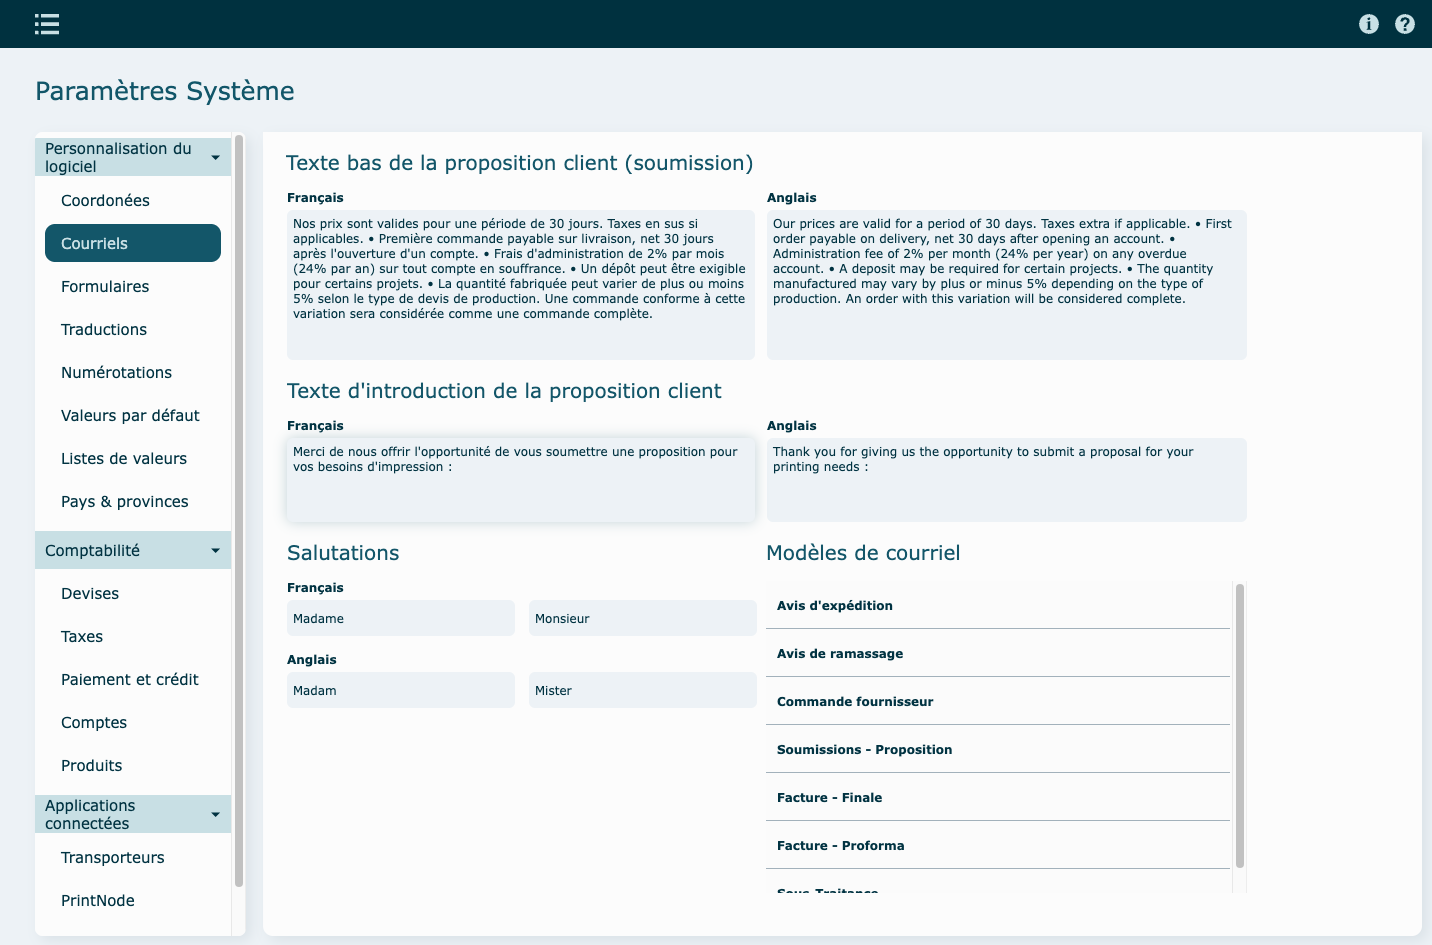 Paramètres Système
Personnalisation du
logiciel
Coordonées
Courriels
Formulaires
Traductions
Numérotations
Valeurs par défaut
Listes de valeurs
Pays & provinces
Comptabilité
Devises
Taxes
Paiement et crédit
Comptes
Produits
Applications
connectées
Transporteurs
PrintNode
Texte bas de la proposition client (soumission)
Français
Nos prix sont valides pour une période de 30 jours. Taxes en sus si
applicables. • Première commande payable sur livraison, net 30 jours
après l'ouverture d'un compte. • Frais d'administration de 2% par mois
(24% par an) sur tout compte en souffrance. • Un dépôt peut être exigible
pour certains projets. • La quantité fabriquée peut varier de plus ou moins
5% selon le type de devis de production. Une commande conforme à cette
variation sera considérée comme une commande complète.
Anglais
Our prices are valid for a period of 30 days. Taxes extra if applicable. • First
order payable on delivery, net 30 days after opening an account. •
Administration fee of 2% per month (24% per year) on any overdue
account. • A deposit may be required for certain projects. • The quantity
manufactured may vary by plus or minus 5% depending on the type of
production. An order with this variation will be considered complete.
Texte d'introduction de la proposition client
Français
Merci de nous offrir l'opportunité de vous soumettre une proposition pour
vos besoins d'impression :
Anglais
Thank you for giving us the opportunity to submit a proposal for your
printing needs :
Salutations
Français
Madame
Monsieur
Anglais
Madam
Mister
Modèles de courriel
Avis d'expédition
Avis de ramassage
Commande fournisseur
Soumissions - Proposition
Facture - Finale
Facture - Proforma